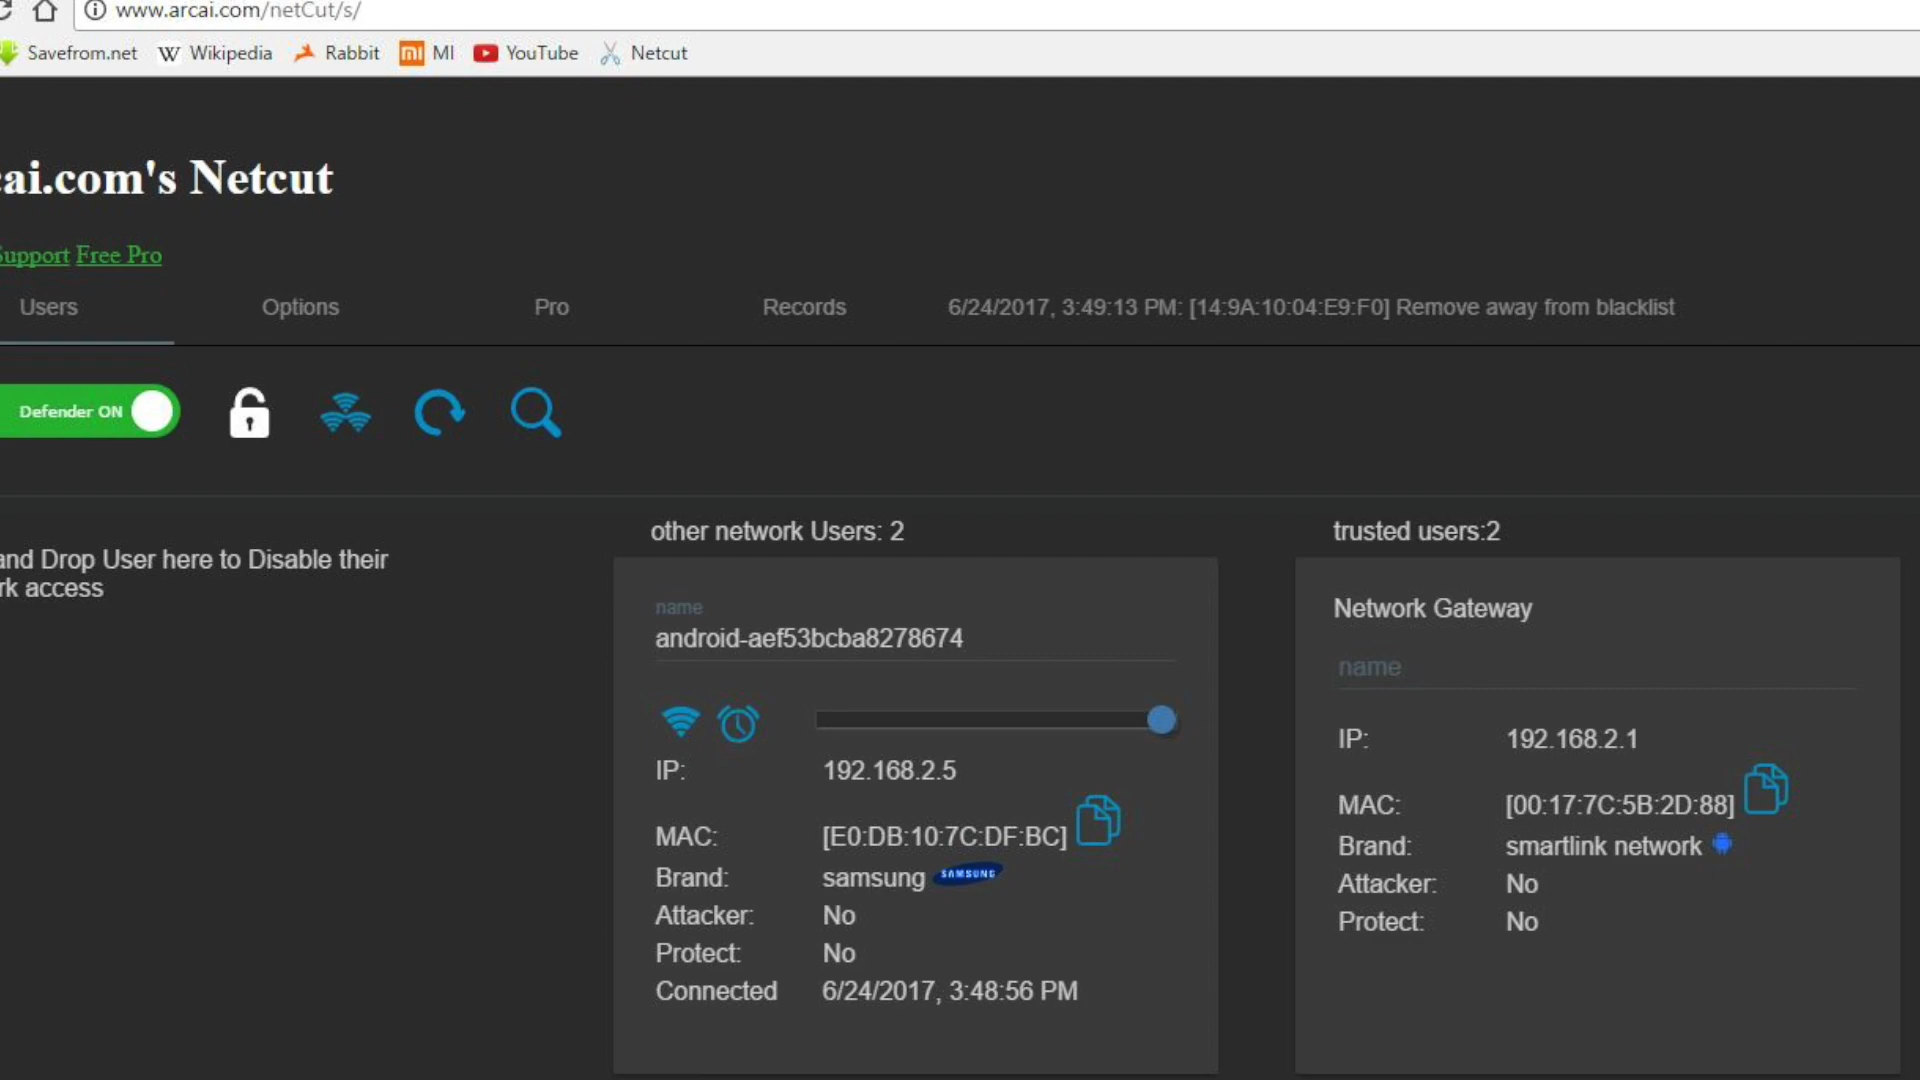 www.arcai.com/netCut/s/
Savefrom.net Wikipedia Rabbit MI YouTube Netcut
cai.com's Netcut
Support Free Pro
Users Options Pro Records 6/24/2017, 3:49:13 PM: [14:9A:10:04:E9:F0] Remove away from blacklist
Defender ON
and Drop User here to Disable their
rk access
other network Users: 2
name
android-aef53bcba8278674
IP: 192.168.2.5
MAC: [E0:DB:10:7C:DF:BC]
Brand: samsung SAMSUNG
Attacker: No
Protect: No
Connected 6/24/2017, 3:48:56 PM
trusted users:2
Network Gateway
name
IP: 192.168.2.1
MAC: [00:17:7C:5B:2D:88]
Brand: smartlink network
Attacker: No
Protect: No